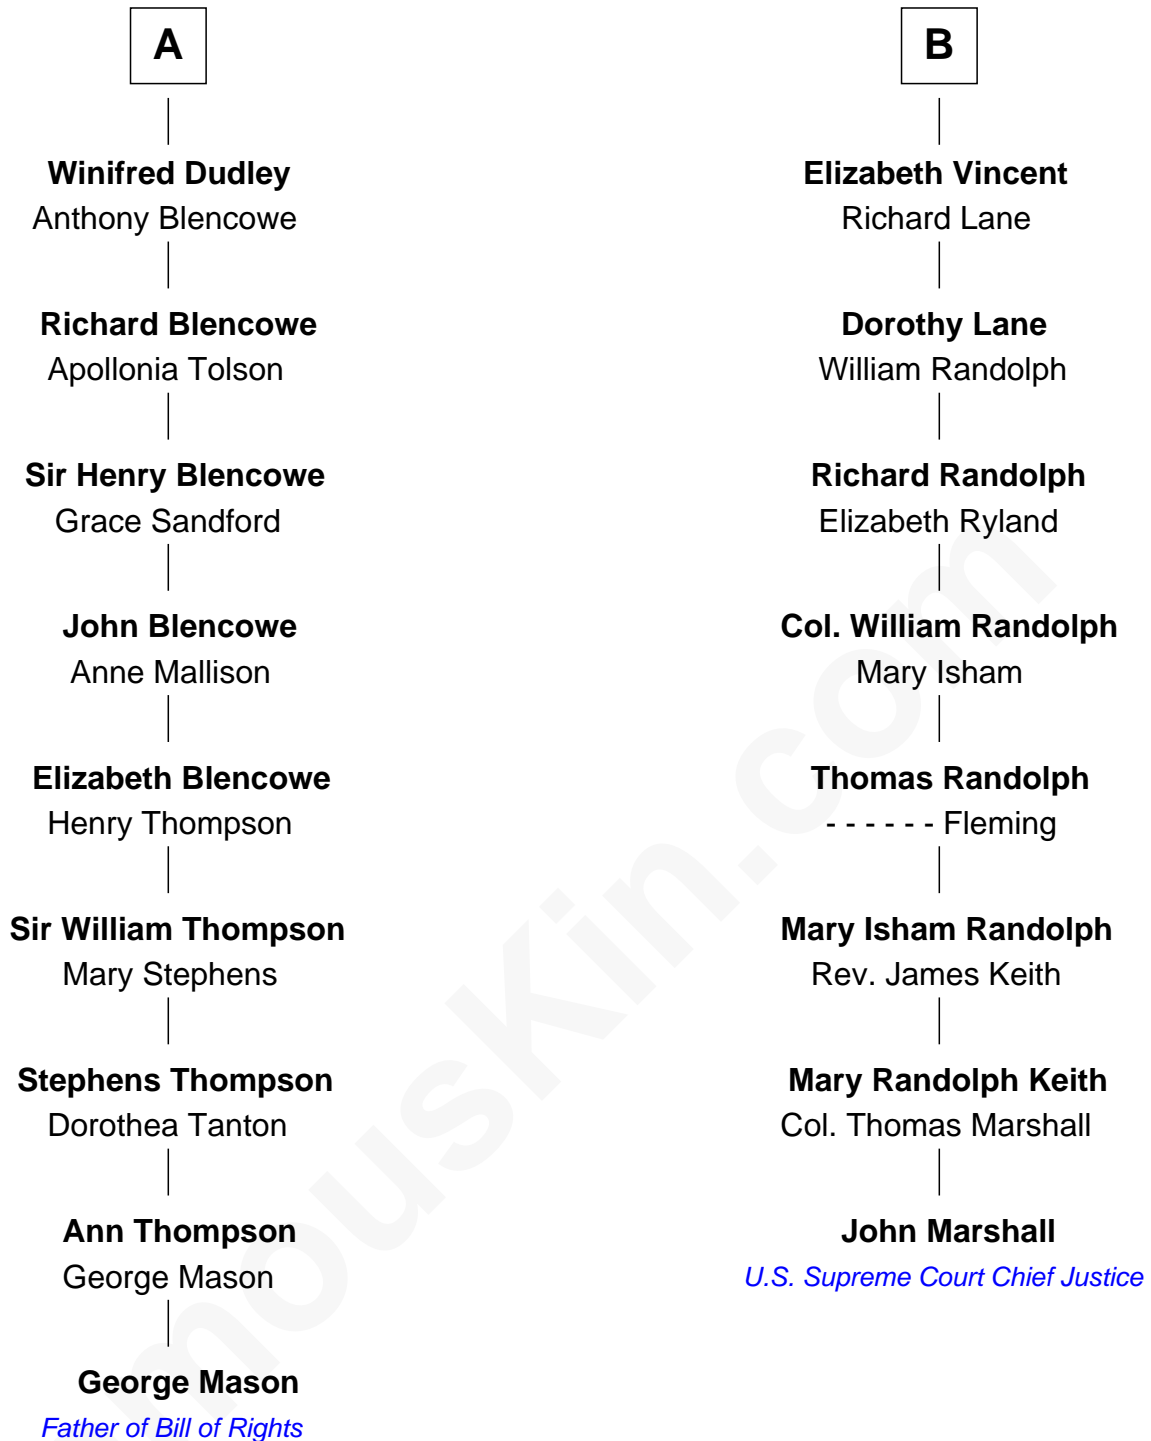 A
Winifred Dudley
Anthony Blencowe
Richard Blencowe
Apollonia Tolson
Sir Henry Blencowe
Grace Sandford
John Blencowe
Anne Mallison
Elizabeth Blencowe
Henry Thompson
Sir William Thompson
Mary Stephens
Stephens Thompson
Dorothea Tanton
Ann Thompson
George Mason
George Mason
Father of Bill of Rights
B
Elizabeth Vincent
Richard Lane
Dorothy Lane
William Randolph
Richard Randolph
Elizabeth Ryland
Col. William Randolph
Mary Isham
Thomas Randolph
- - - - - - Fleming
Mary Isham Randolph
Rev. James Keith
Mary Randolph Keith
Col. Thomas Marshall
John Marshall
U.S. Supreme Court Chief Justice
mousKin.com